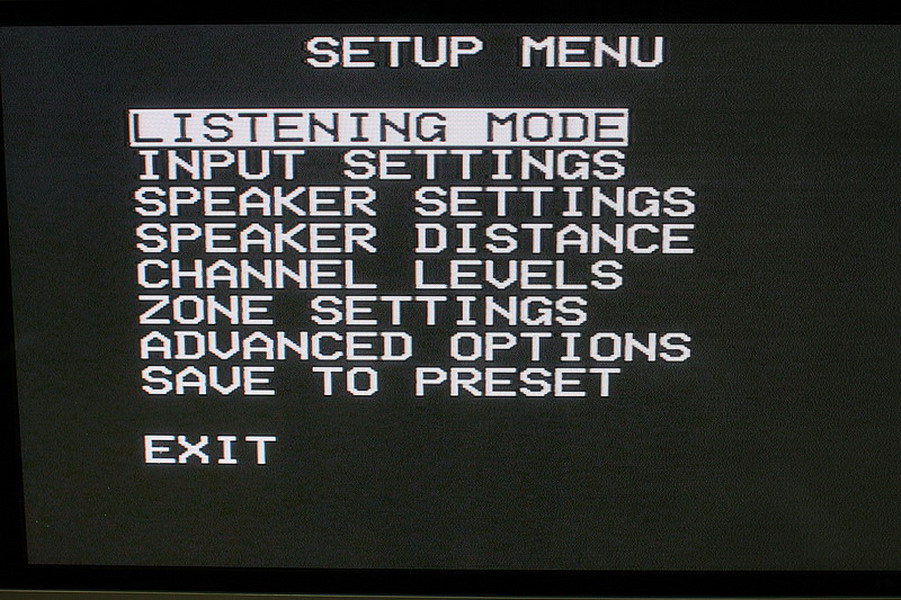 SETUP MENU
LISTENING MODE
INPUT SETTINGS
SPEAKER SETTINGS
SPEAKER DISTANCE
CHANNEL LEVELS
ZONE SETTINGS
ADVANCED OPTIONS
SAVE TO PRESET
EXIT